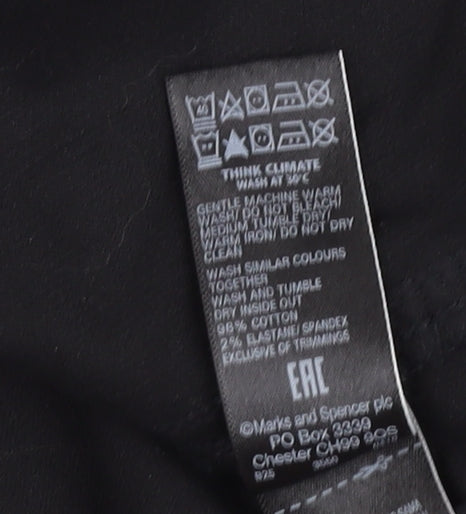 40
THINK CLIMATE
WASH AT 30°C
GENTLE MACHINE WARM
WASH/ DO NOT BLEACH/
MEDIUM TUMBLE DRY/
WARM IRON/ DO NOT DRY
CLEAN
WASH SIMILAR COLOURS
TOGETHER
WASH AND TUMBLE
DRY INSIDE OUT
98% COTTON
2% ELASTANE/ SPANDEX
EXCLUSIVE OF TRIMMINGS
EAC
©Marks and Spencer plc
PO Box 3339
Chester CH99 9QS